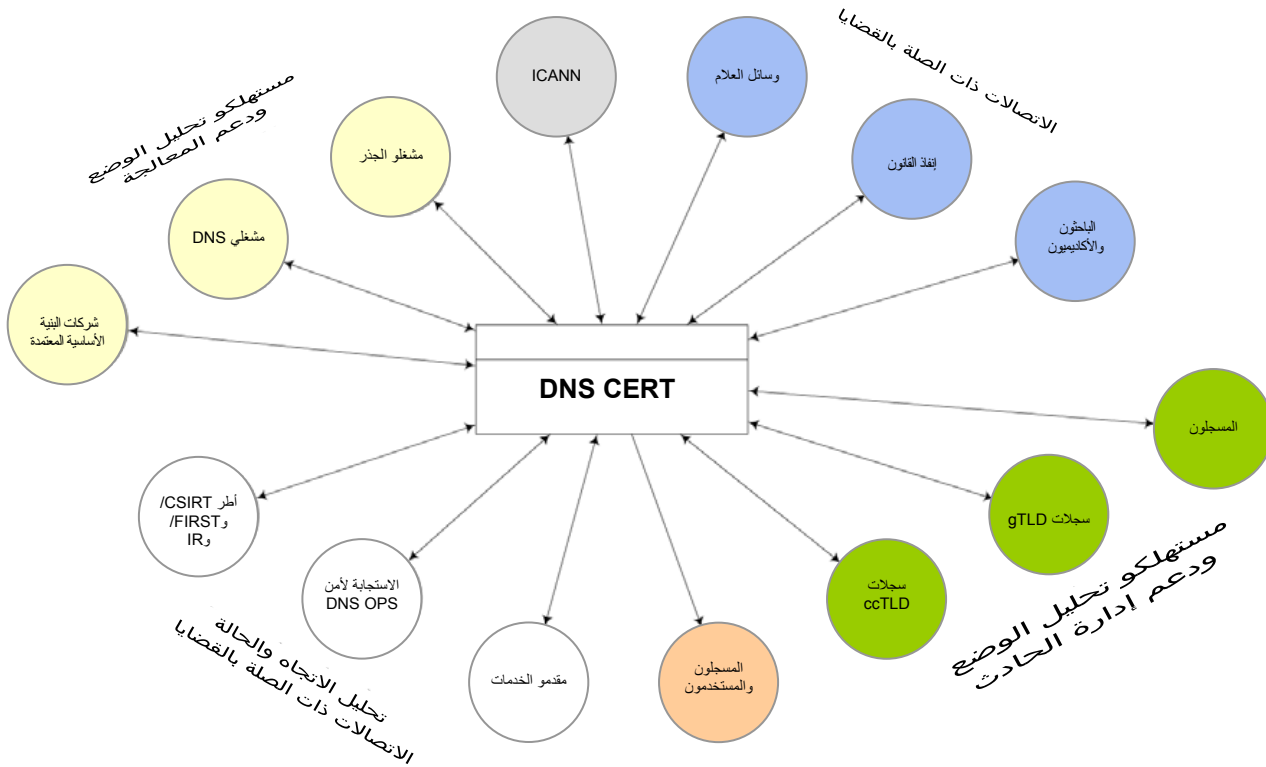 ICANN
وسائل العلام
الاتصالات ذات الصلة بالقضايا
مستهلكو تحليل الوضع
ودعم المعالجة
مشغلو الجذر
إنفاذ القانون
مشغلي DNS
الباحثون
والأكاديميون
شركات البنية
الأساسية المعتمدة
DNS CERT
المسجلون
أطر CSIRT/
وFIRST/
وIR
سجلات gTLD
مستهلكو تحليل الوضع
ودعم إدارة الحادث
الاستجابة لأمن
DNS OPS
سجلات
ccTLD
تحليل الاتجاه والحالة
الاتصالات ذات الصلة بالقضايا
مقدمو الخدمات
المسجلون
والمستخدمون